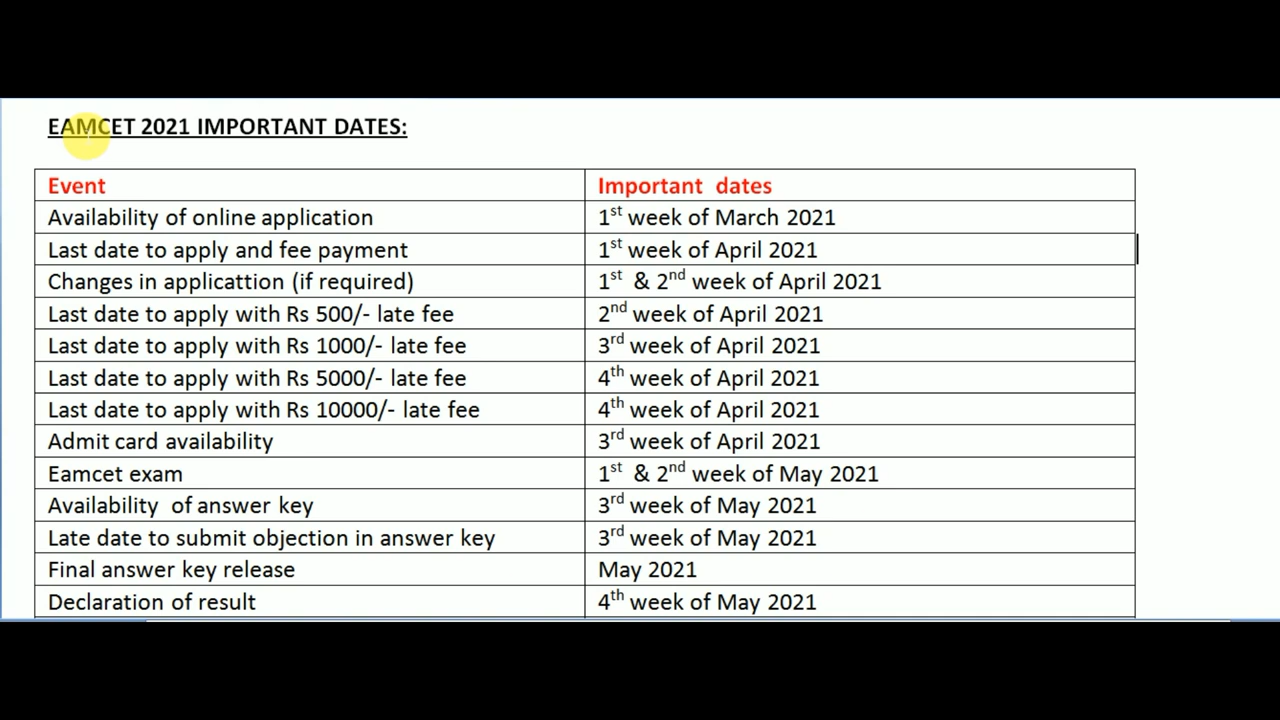 EAMCET 2021 IMPORTANT DATES:
Event Important dates
Availability of online application 1st week of March 2021
Last date to apply and fee payment 1st week of April 2021
Changes in applicattion (if required) 1st & 2nd week of April 2021
Last date to apply with Rs 500/- late fee 2nd week of April 2021
Last date to apply with Rs 1000/- late fee 3rd week of April 2021
Last date to apply with Rs 5000/- late fee 4th week of April 2021
Last date to apply with Rs 10000/- late fee 4th week of April 2021
Admit card availability 3rd week of April 2021
Eamcet exam 1st & 2nd week of May 2021
Availability of answer key 3rd week of May 2021
Late date to submit objection in answer key 3rd week of May 2021
Final answer key release May 2021
Declaration of result 4th week of May 2021